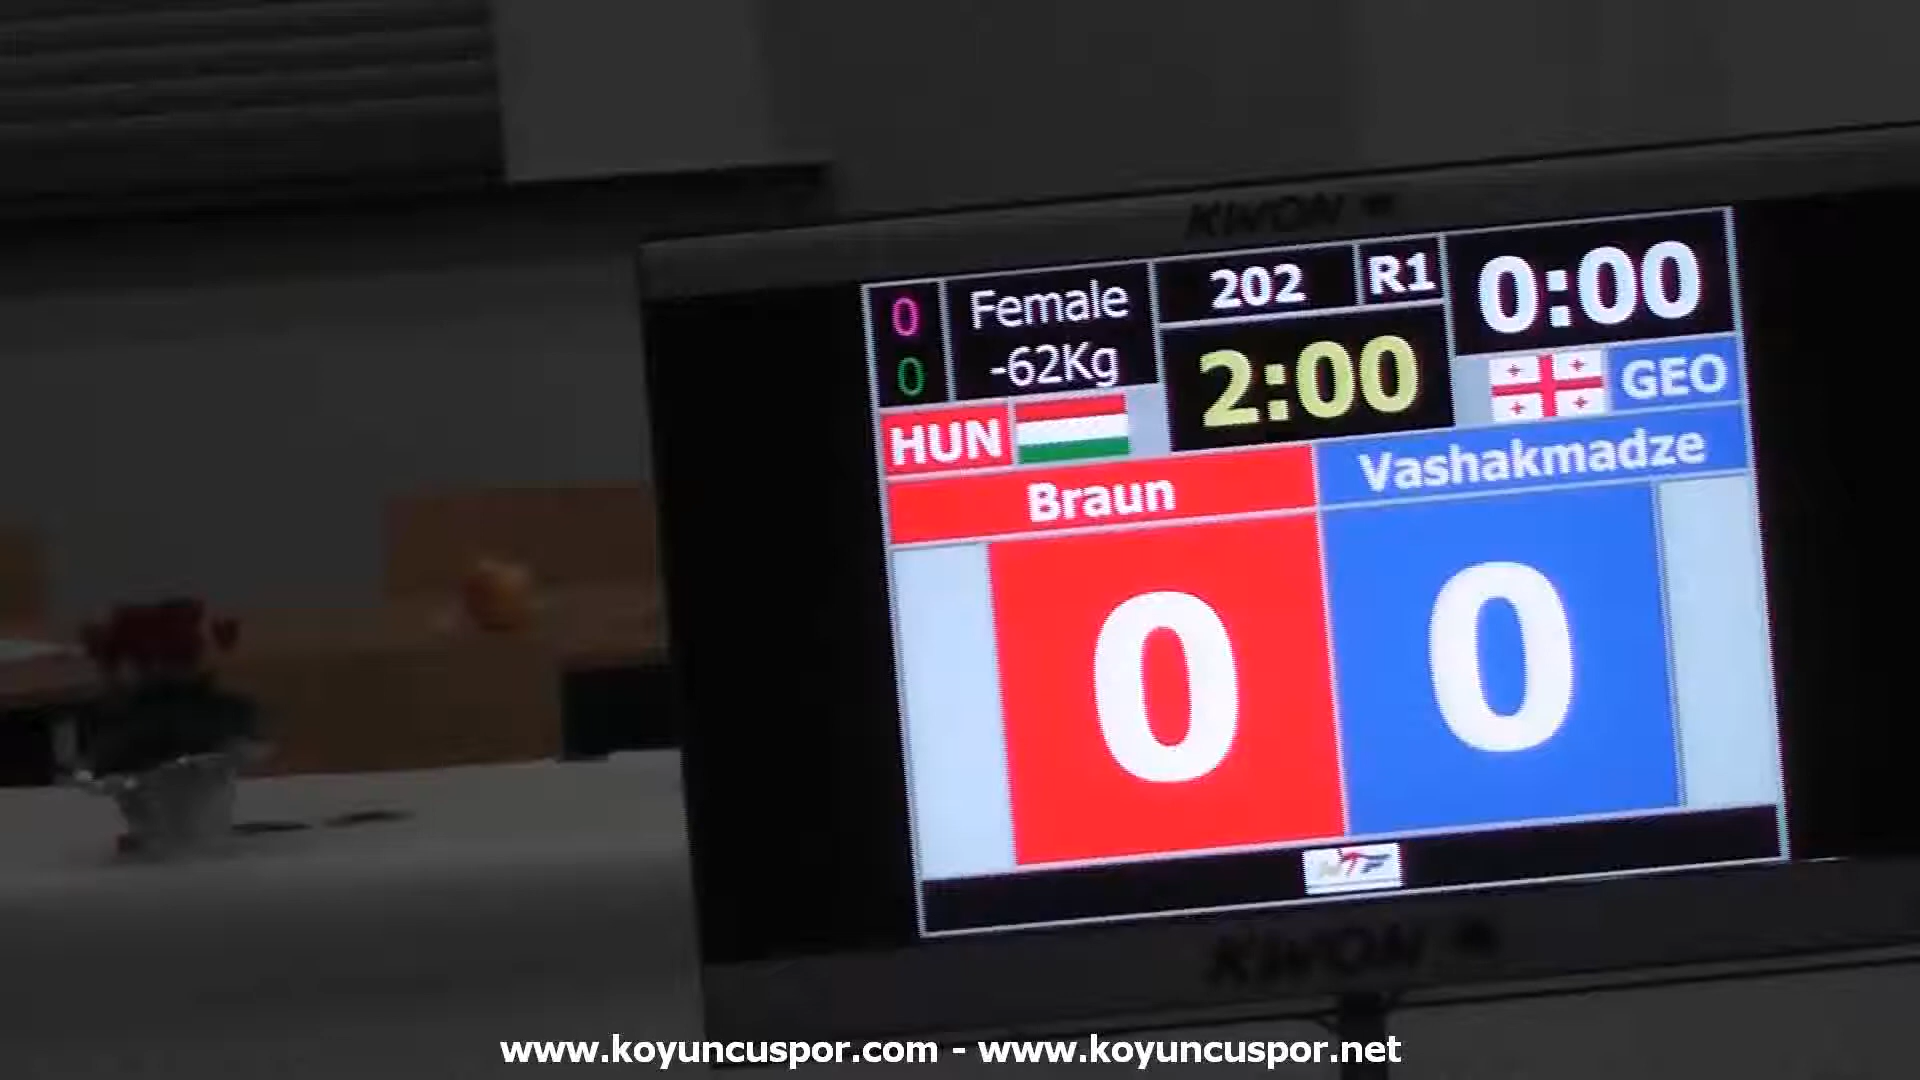 KWON
0
Female
202
R1
0:00
0
-62Kg
2:00
HUN
GEO
Braun
Vashakmadze
0
0
WTF
KWON
www.koyuncuspor.com - www.koyuncuspor.net